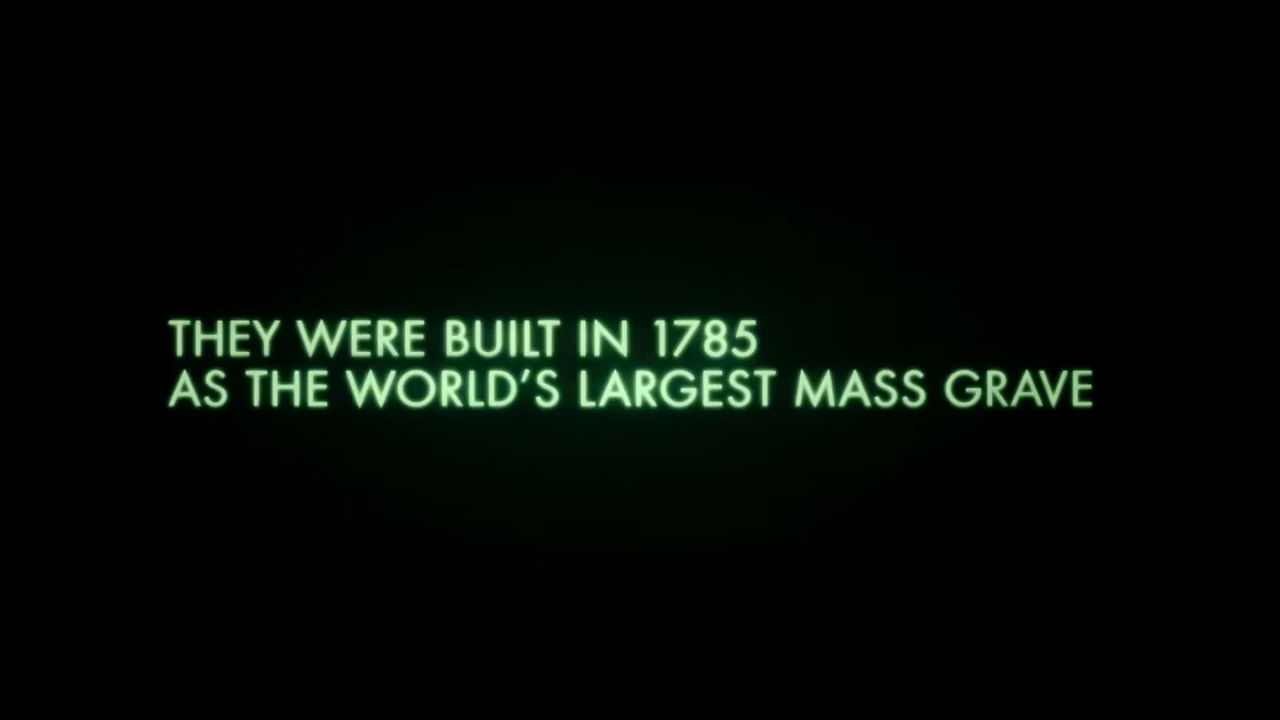 THEY WERE BUILT IN 1785
AS THE WORLD’S LARGEST MASS GRAVE